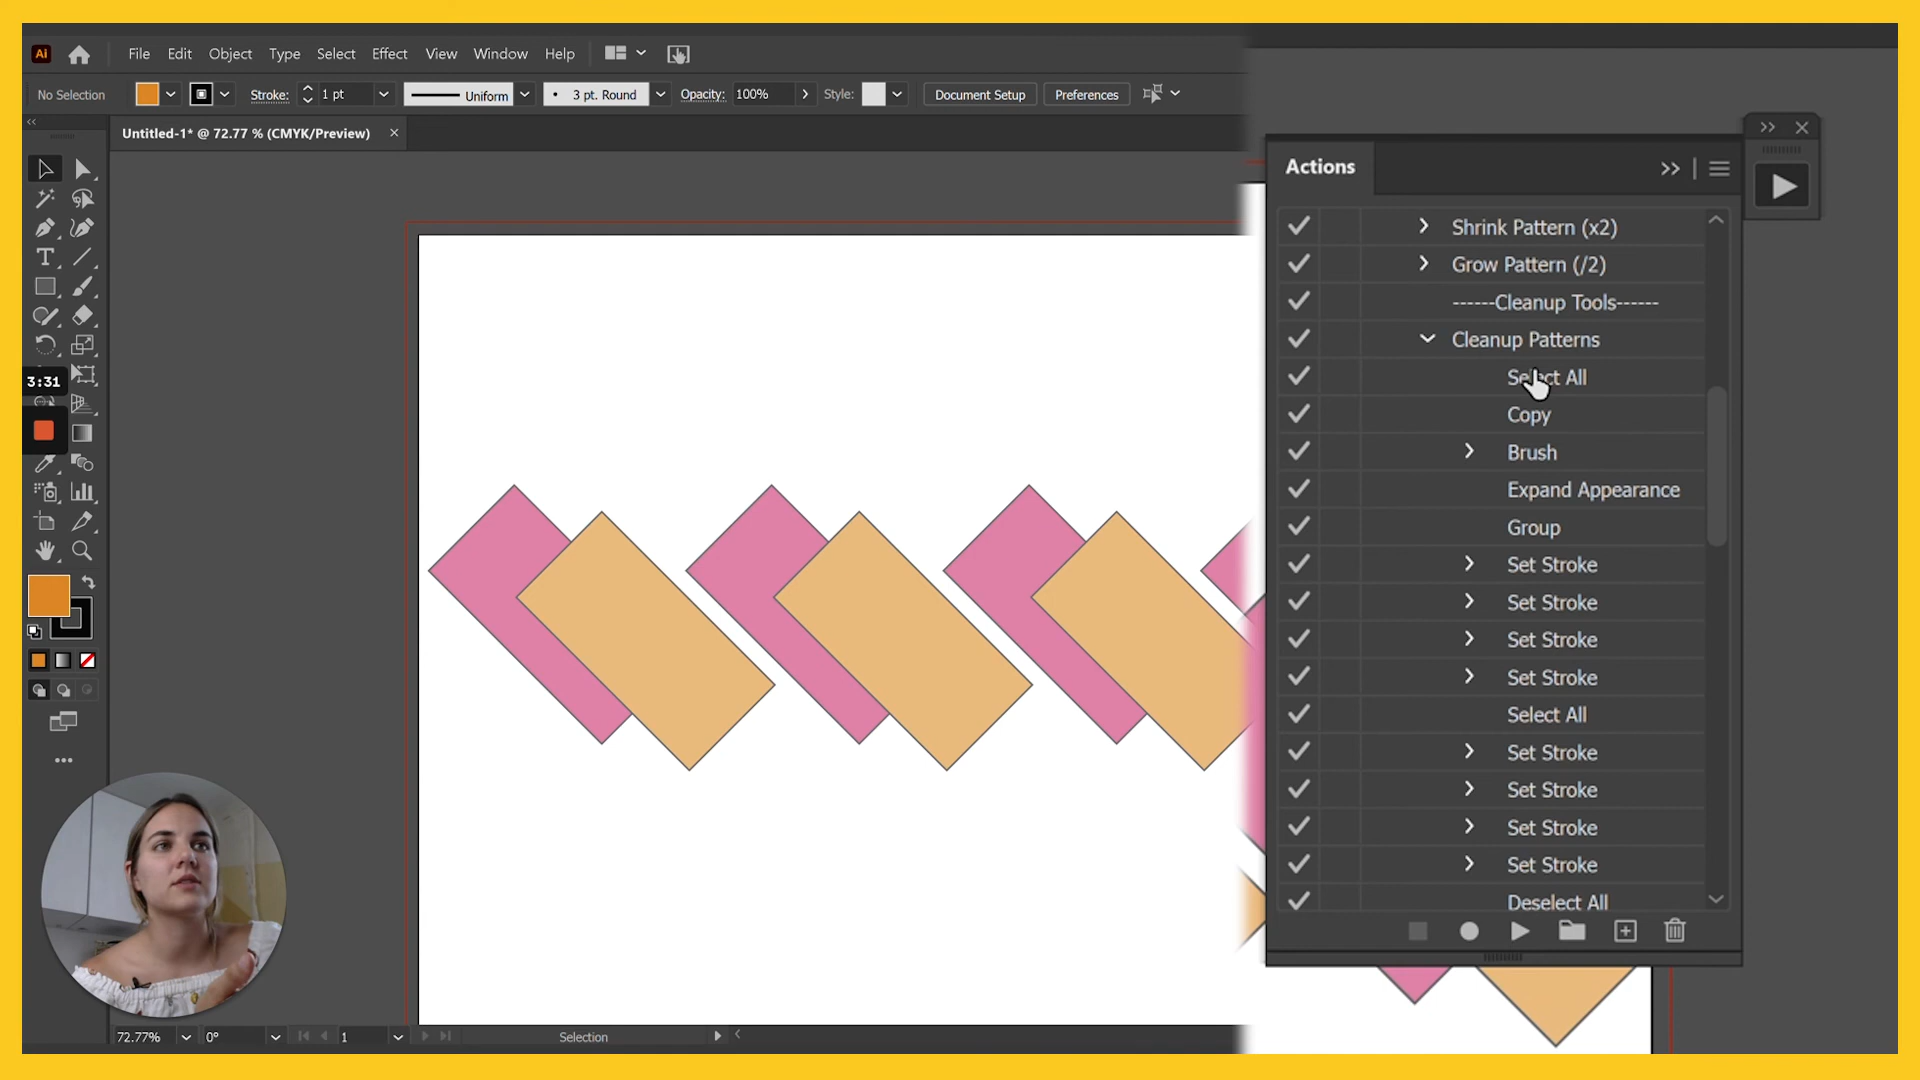 Ai File Edit Object Type Select Effect View Window Help
No Selection Stroke: 1 pt Uniform 3 pt. Round Opacity: 100% Style: Document Setup Preferences
Untitled-1* @ 72.77 % (CMYK/Preview)
3:31
Actions
Shrink Pattern (x2)
Grow Pattern (/2)
------Cleanup Tools------
Cleanup Patterns
Select All
Copy
Brush
Expand Appearance
Group
Set Stroke
Set Stroke
Set Stroke
Set Stroke
Select All
Set Stroke
Set Stroke
Set Stroke
Set Stroke
Deselect All
72.77% 0° 1 Selection